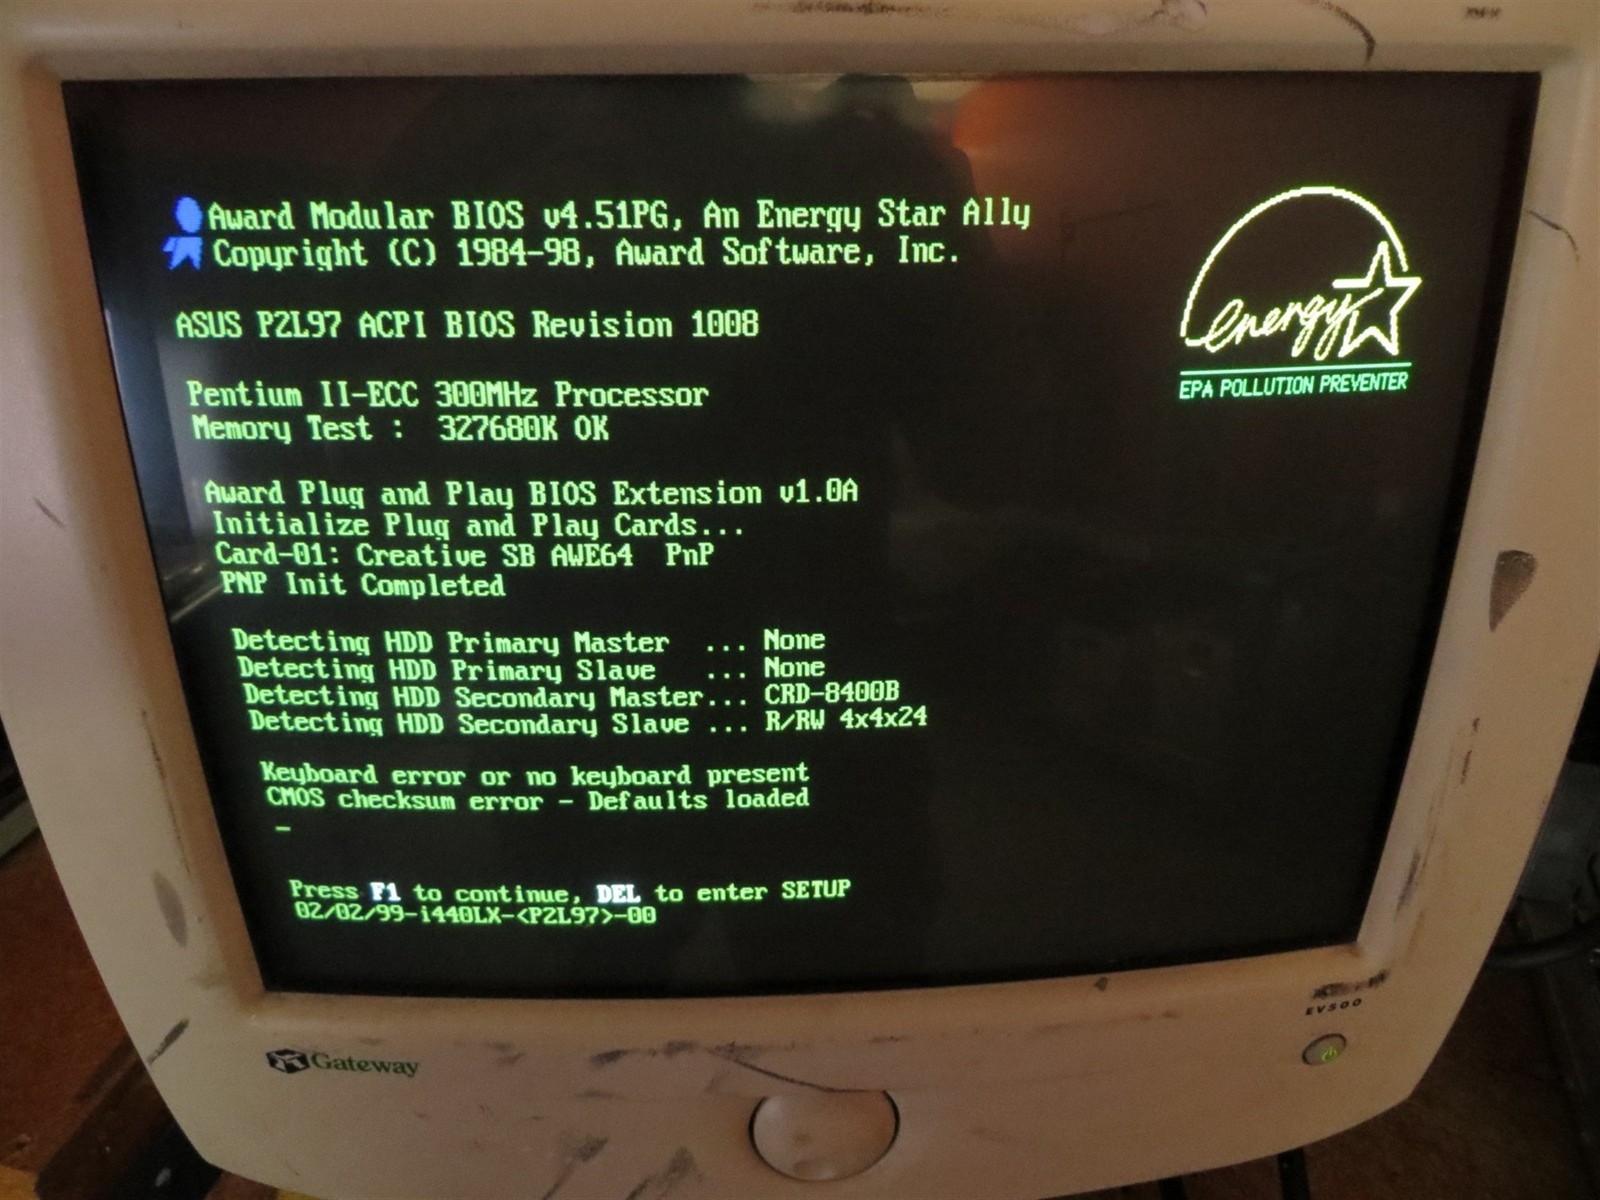 Award Modular BIOS v4.51PG, An Energy Star Ally
Copyright (C) 1984-98, Award Software, Inc.
energy
EPA POLLUTION PREVENTER
ASUS P2L97 ACPI BIOS Revision 1008
Pentium II-ECC 300MHz Processor
Memory Test :  327680K OK
Award Plug and Play BIOS Extension v1.0A
Initialize Plug and Play Cards...
Card-01: Creative SB AWE64  PnP
PNP Init Completed
Detecting HDD Primary Master   ... None
Detecting HDD Primary Slave    ... None
Detecting HDD Secondary Master... CRD-8400B
Detecting HDD Secondary Slave ... R/RW 4x4x24
Keyboard error or no keyboard present
CMOS checksum error - Defaults loaded
Press F1 to continue, DEL to enter SETUP
02/02/99-i440LX-<P2L97>-00
EV500
Gateway